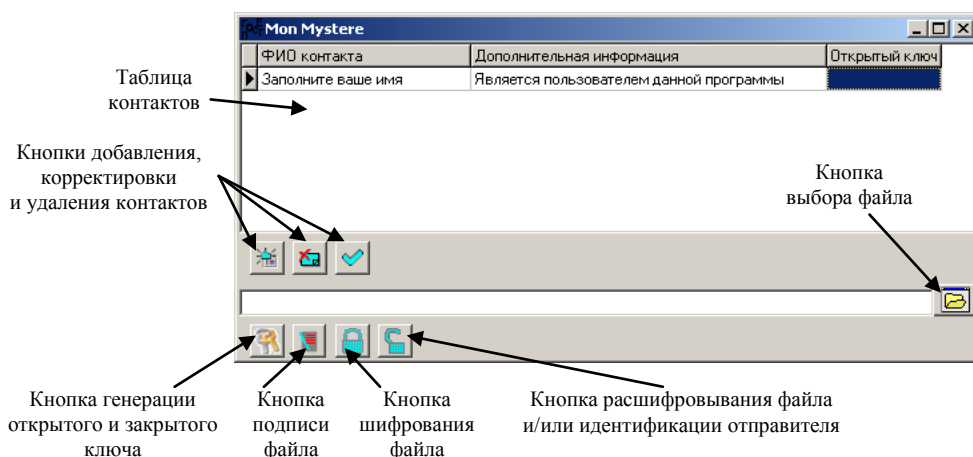 Mon Mystere
ФИО контакта Дополнительная информация Открытый ключ
Заполните ваше имя Является пользователем данной программы
Таблица
контактов
Кнопки добавления,
корректировки
и удаления контактов
Кнопка
выбора файла
Кнопка генерации
открытого и закрытого
ключа
Кнопка
подписи
файла
Кнопка
шифрования
файла
Кнопка расшифровывания файла
и/или идентификации отправителя